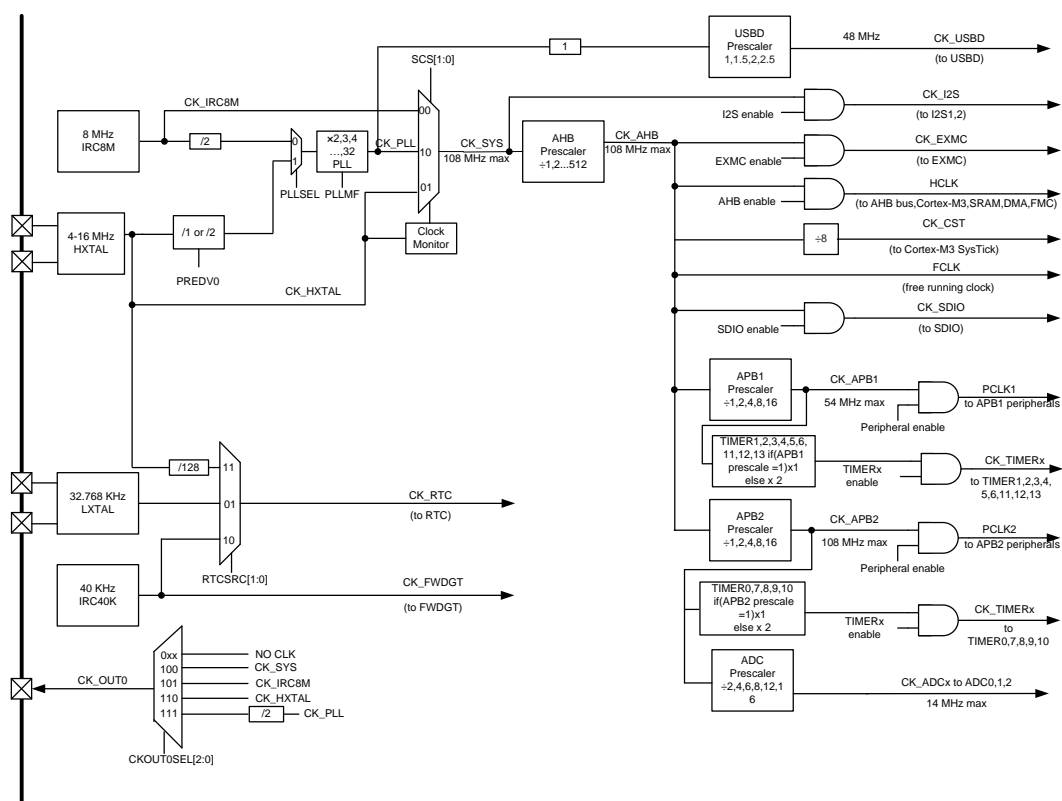 USBD
Prescaler
1,1.5,2,2.5
48 MHz
CK_USBD
(to USBD)
1
SCS[1:0]
CK_IRC8M
8 MHz
IRC8M
/2
0
1
PLLSEL
×2,3,4
…,32
PLL
PLLMF
CK_PLL
00
10
01
CK_SYS
108 MHz max
AHB
Prescaler
÷1,2...512
CK_AHB
108 MHz max
I2S enable
CK_I2S
(to I2S1,2)
EXMC enable
CK_EXMC
(to EXMC)
AHB enable
HCLK
(to AHB bus,Cortex-M3,SRAM,DMA,FMC)
÷8
CK_CST
(to Cortex-M3 SysTick)
FCLK
(free running clock)
SDIO enable
CK_SDIO
(to SDIO)
4-16 MHz
HXTAL
/1 or /2
PREDV0
Clock
Monitor
CK_HXTAL
APB1
Prescaler
÷1,2,4,8,16
CK_APB1
54 MHz max
Peripheral enable
PCLK1
to APB1 peripherals
TIMER1,2,3,4,5,6,
11,12,13 if(APB1
prescale =1)x1
else x 2
TIMERx
enable
CK_TIMERx
to TIMER1,2,3,4,
5,6,11,12,13
APB2
Prescaler
÷1,2,4,8,16
CK_APB2
108 MHz max
Peripheral enable
PCLK2
to APB2 peripherals
TIMER0,7,8,9,10
if(APB2 prescale
=1)x1
else x 2
TIMERx
enable
CK_TIMERx
to
TIMER0,7,8,9,10
ADC
Prescaler
÷2,4,6,8,12,1
6
CK_ADCx to ADC0,1,2
14 MHz max
/128
11
01
10
32.768 KHz
LXTAL
CK_RTC
(to RTC)
RTCSRC[1:0]
40 KHz
IRC40K
CK_FWDGT
(to FWDGT)
CK_OUT0
0xx
NO CLK
100
CK_SYS
101
CK_IRC8M
110
CK_HXTAL
111
/2
CK_PLL
CKOUT0SEL[2:0]